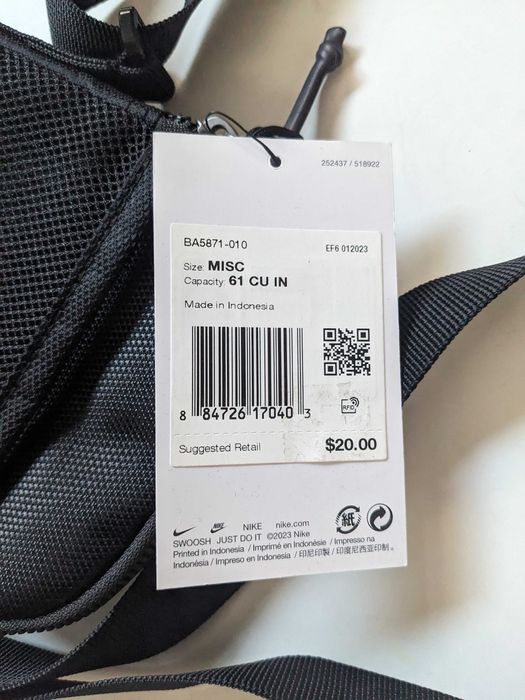 252437 / 518922
BA5871-010
EF6 012023
Size: MISC
Capacity: 61 CU IN
Made in Indonesia
8 84726 17040 3
RFID
Suggested Retail $20.00
NIKE nike.com
SWOOSH JUST DO IT ©2023 Nike
Printed in Indonesia / Imprimé en Indonésie / Impresso na
Indonésia / Impreso en Indonesia / 印尼印製 / 印度尼西亚印制。
紙